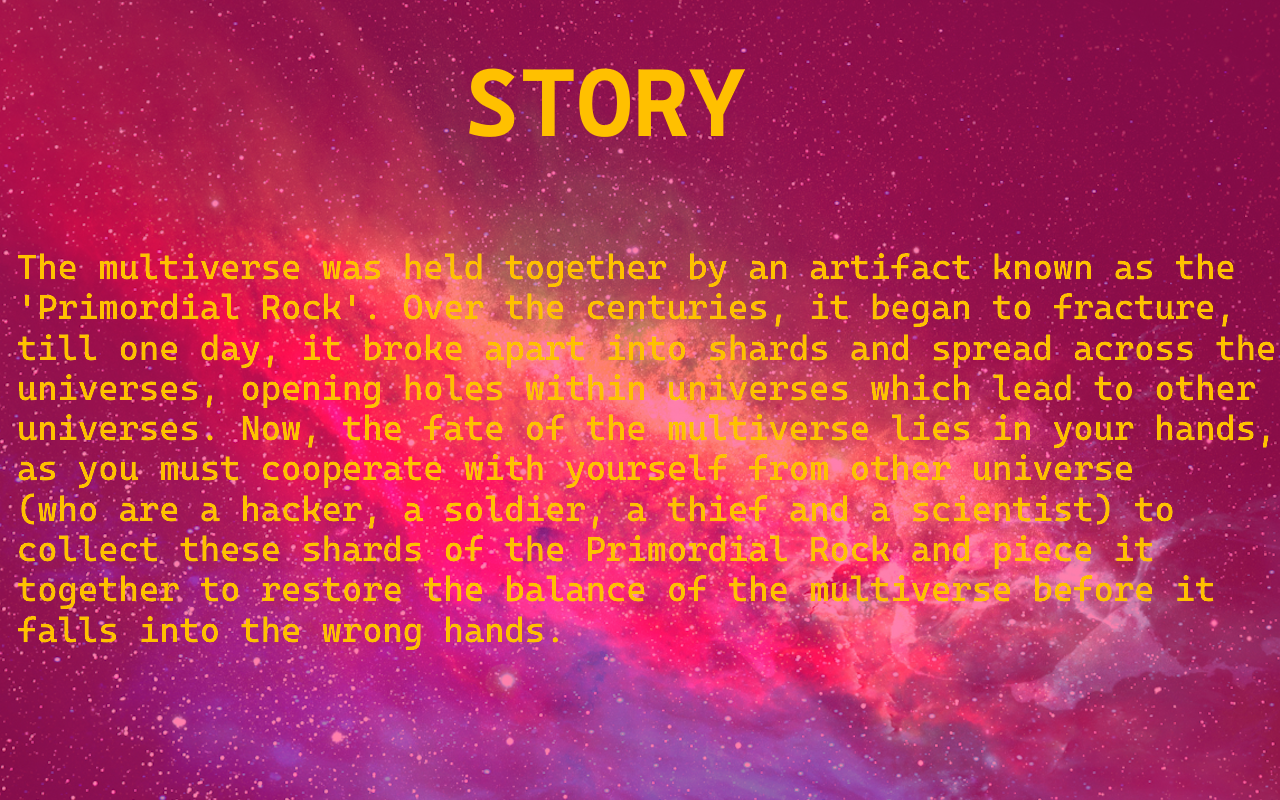 STORY
The multiverse was held together by an artifact known as the
'Primordial Rock'. Over the centuries, it began to fracture,
till one day, it broke apart into shards and spread across the
universes, opening holes within universes which lead to other
universes. Now, the fate of the multiverse lies in your hands,
as you must cooperate with yourself from other universe
(who are a hacker, a soldier, a thief and a scientist) to
collect these shards of the Primordial Rock and piece it
together to restore the balance of the multiverse before it
falls into the wrong hands.